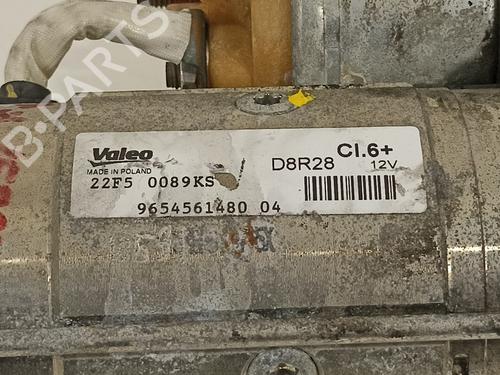 B-PARTS
Valeo
MADE IN POLAND
22F5 0089KS
9654561480 04
D8R28
Cl.6+
12V